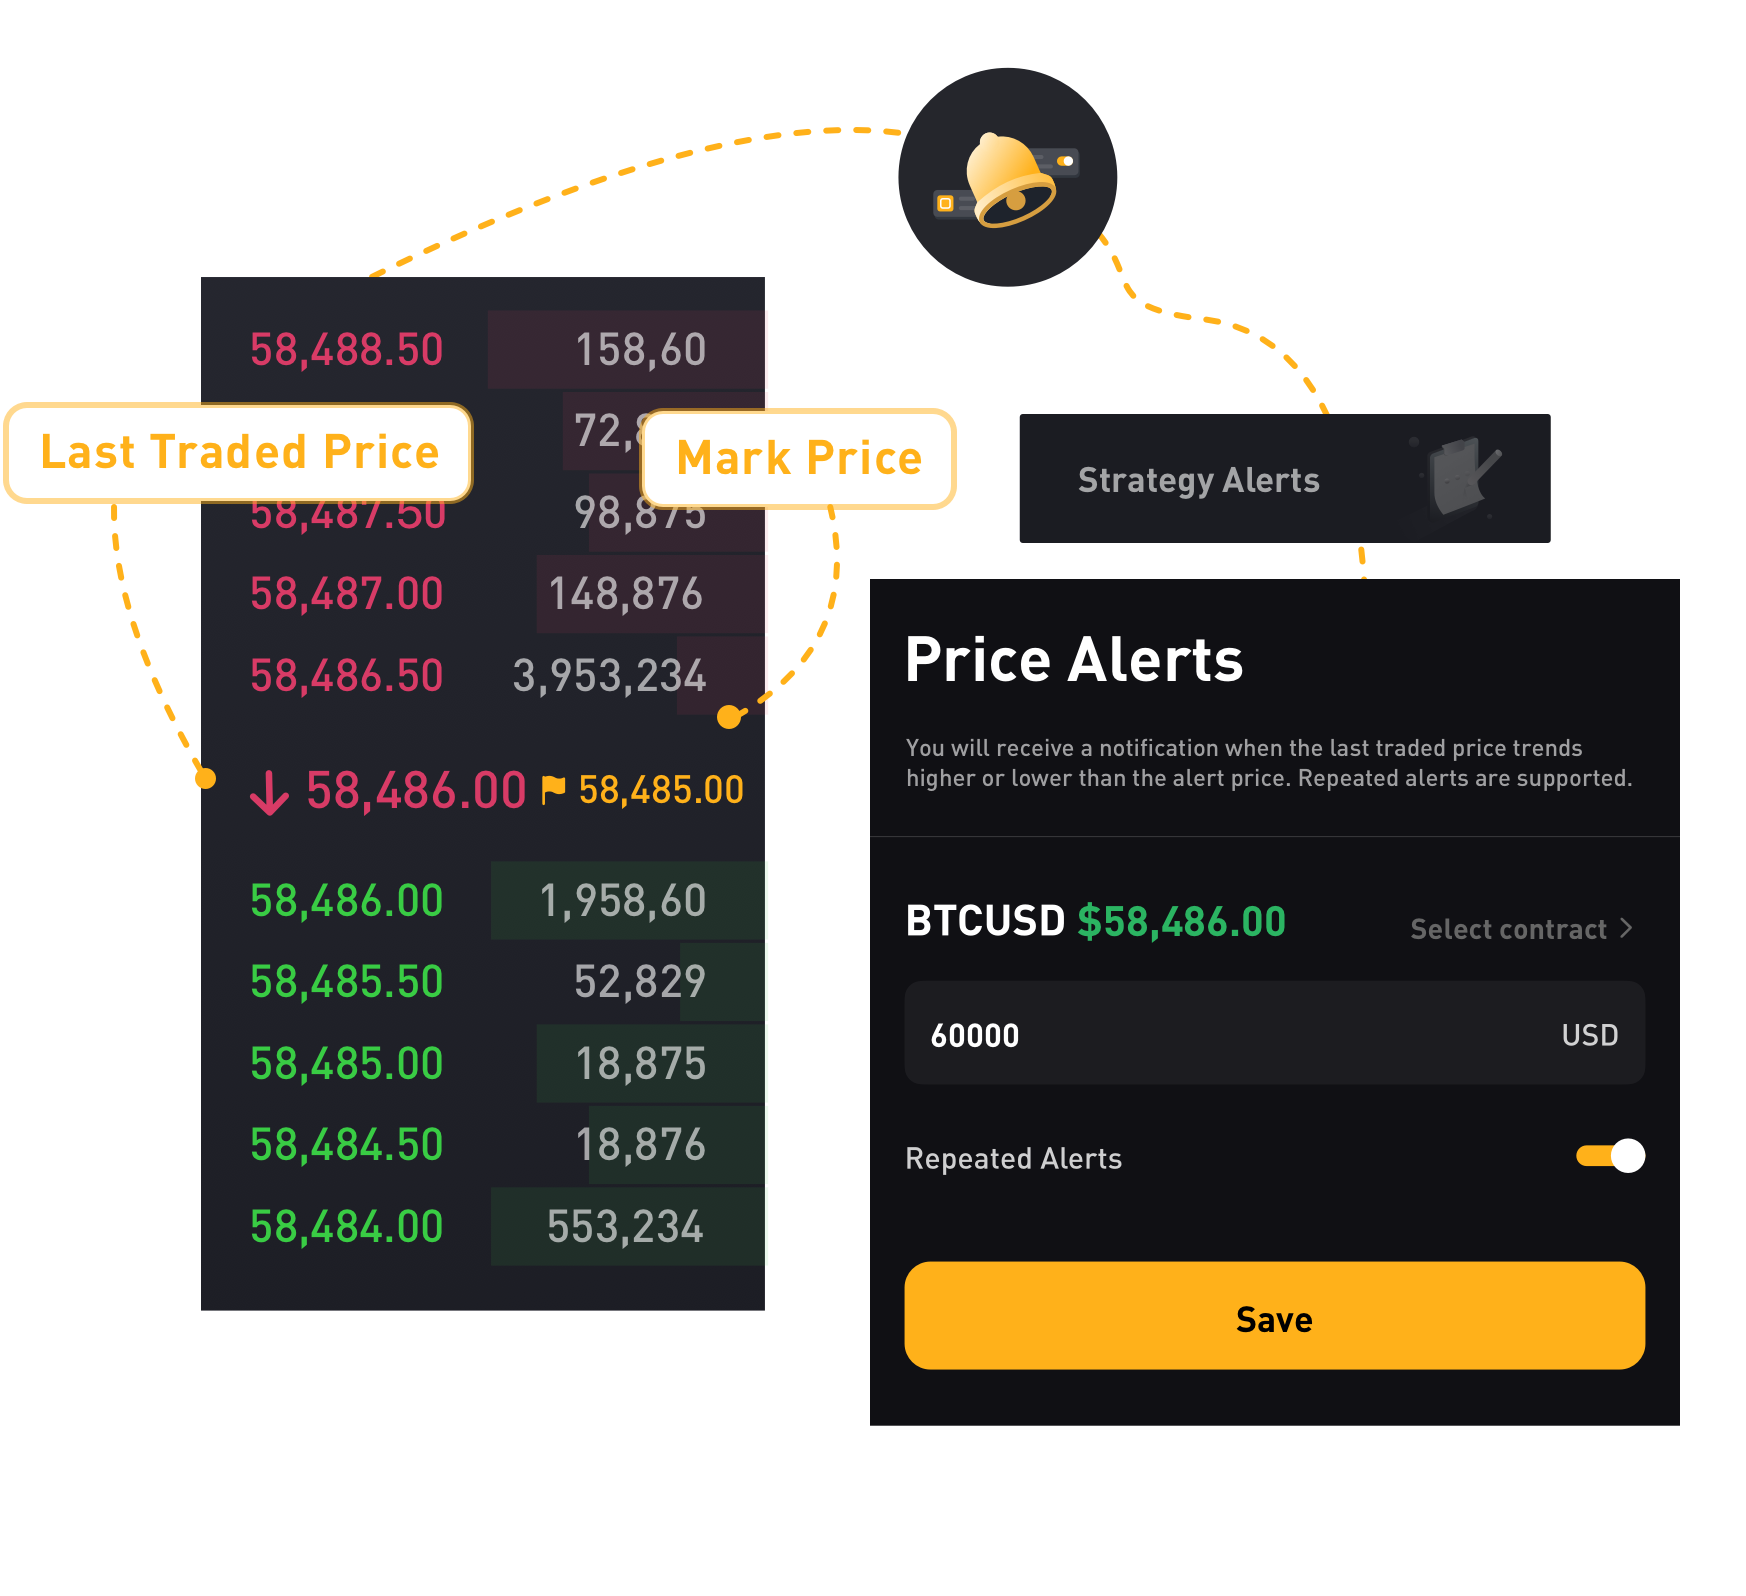 58,488.50 158,60
72,8
Last Traded Price
Mark Price
58,487.50 98,875
58,487.00 148,876
58,486.50 3,953,234
58,486.00 58,485.00
58,486.00 1,958,60
58,485.50 52,829
58,485.00 18,875
58,484.50 18,876
58,484.00 553,234
Strategy Alerts
Price Alerts
You will receive a notification when the last traded price trends
higher or lower than the alert price. Repeated alerts are supported.
BTCUSD $58,486.00 Select contract
60000 USD
Repeated Alerts
Save